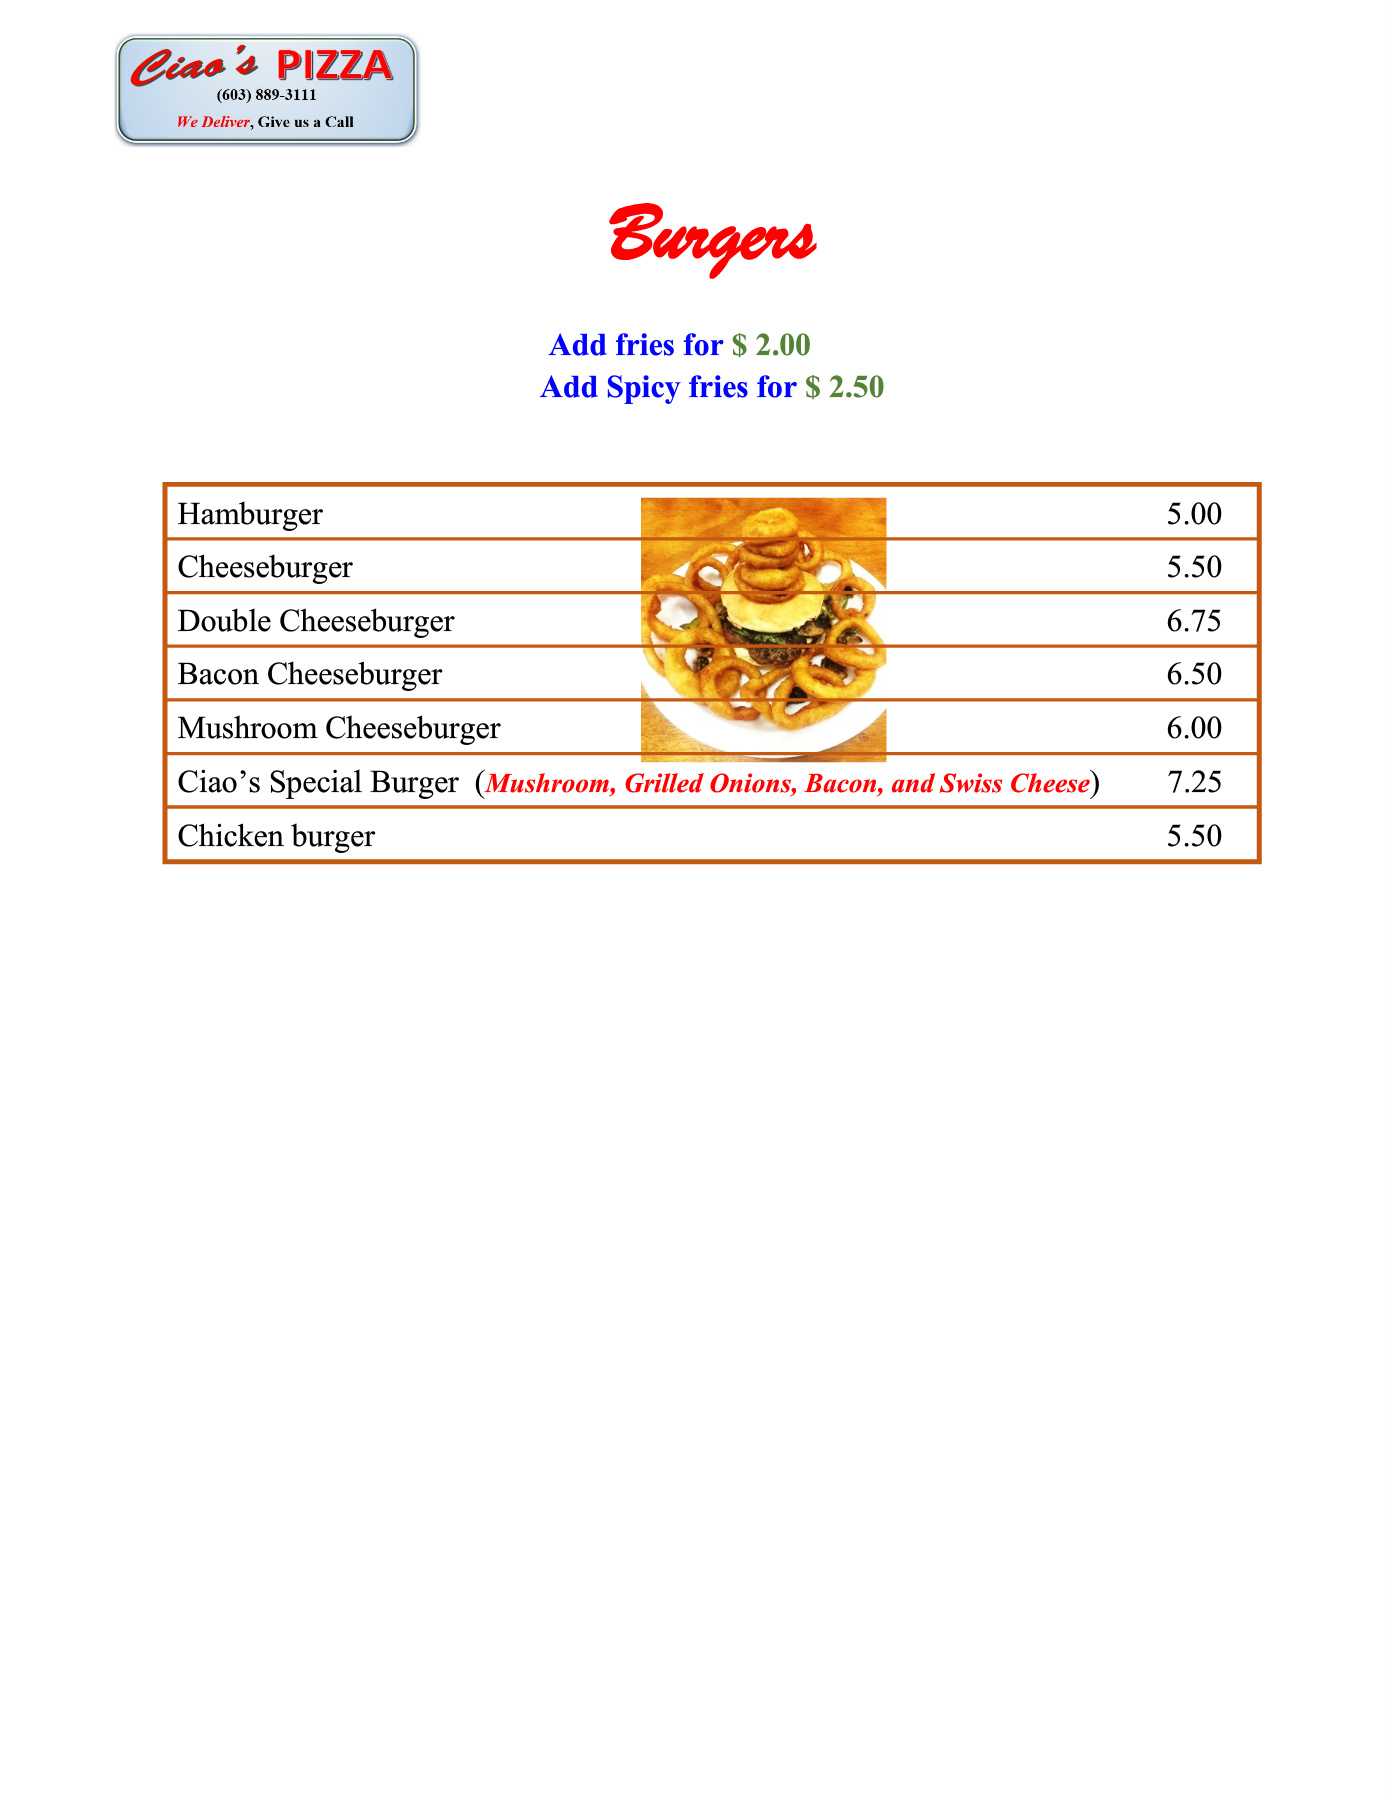 Ciao's PIZZA
(603) 889-3111
We Deliver, Give us a Call
Burgers
Add fries for $ 2.00
Add Spicy fries for $ 2.50
Hamburger 5.00
Cheeseburger 5.50
Double Cheeseburger 6.75
Bacon Cheeseburger 6.50
Mushroom Cheeseburger 6.00
Ciao’s Special Burger (Mushroom, Grilled Onions, Bacon, and Swiss Cheese) 7.25
Chicken burger 5.50